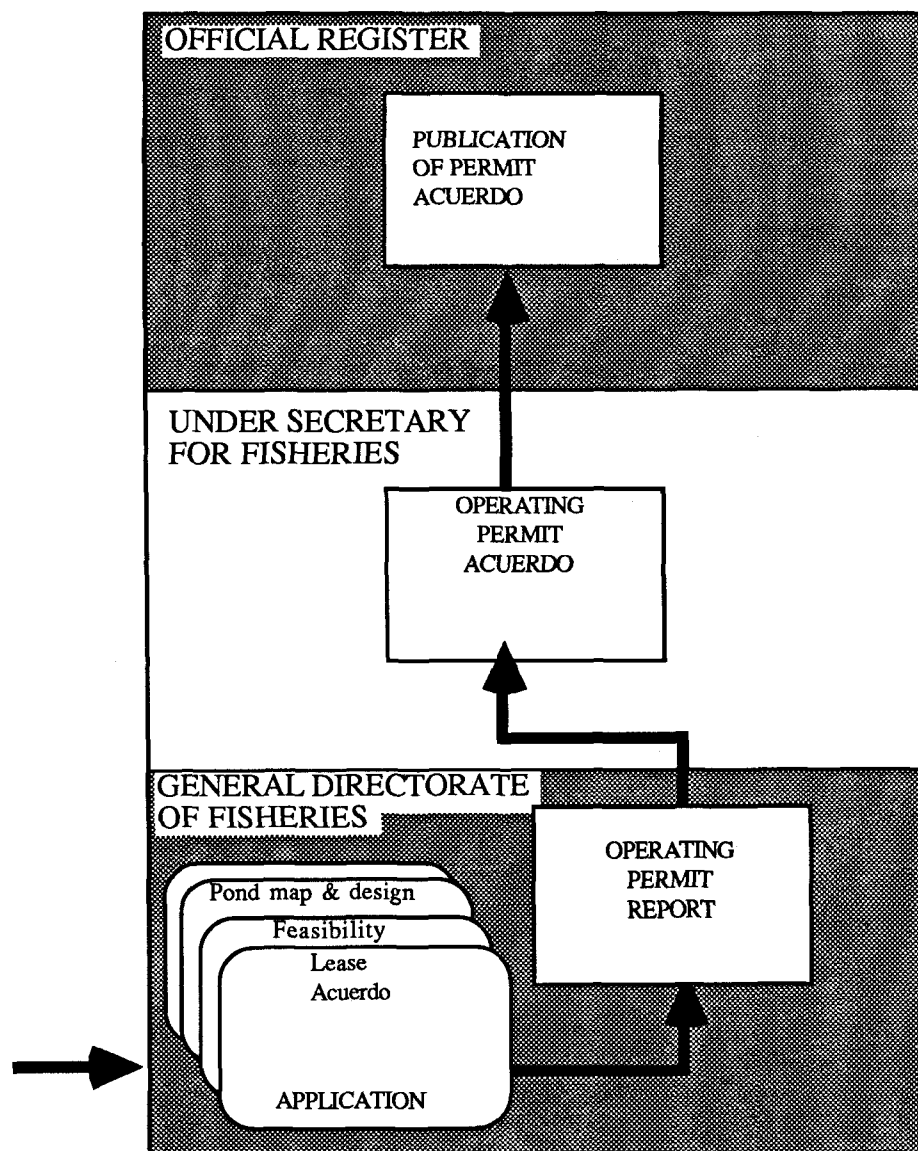 OFFICIAL REGISTER
PUBLICATION
OF PERMIT
ACUERDO
UNDER SECRETARY
FOR FISHERIES
OPERATING
PERMIT
ACUERDO
GENERAL DIRECTORATE
OF FISHERIES
OPERATING
PERMIT
REPORT
Pond map & design
Feasibility
Lease
Acuerdo
APPLICATION